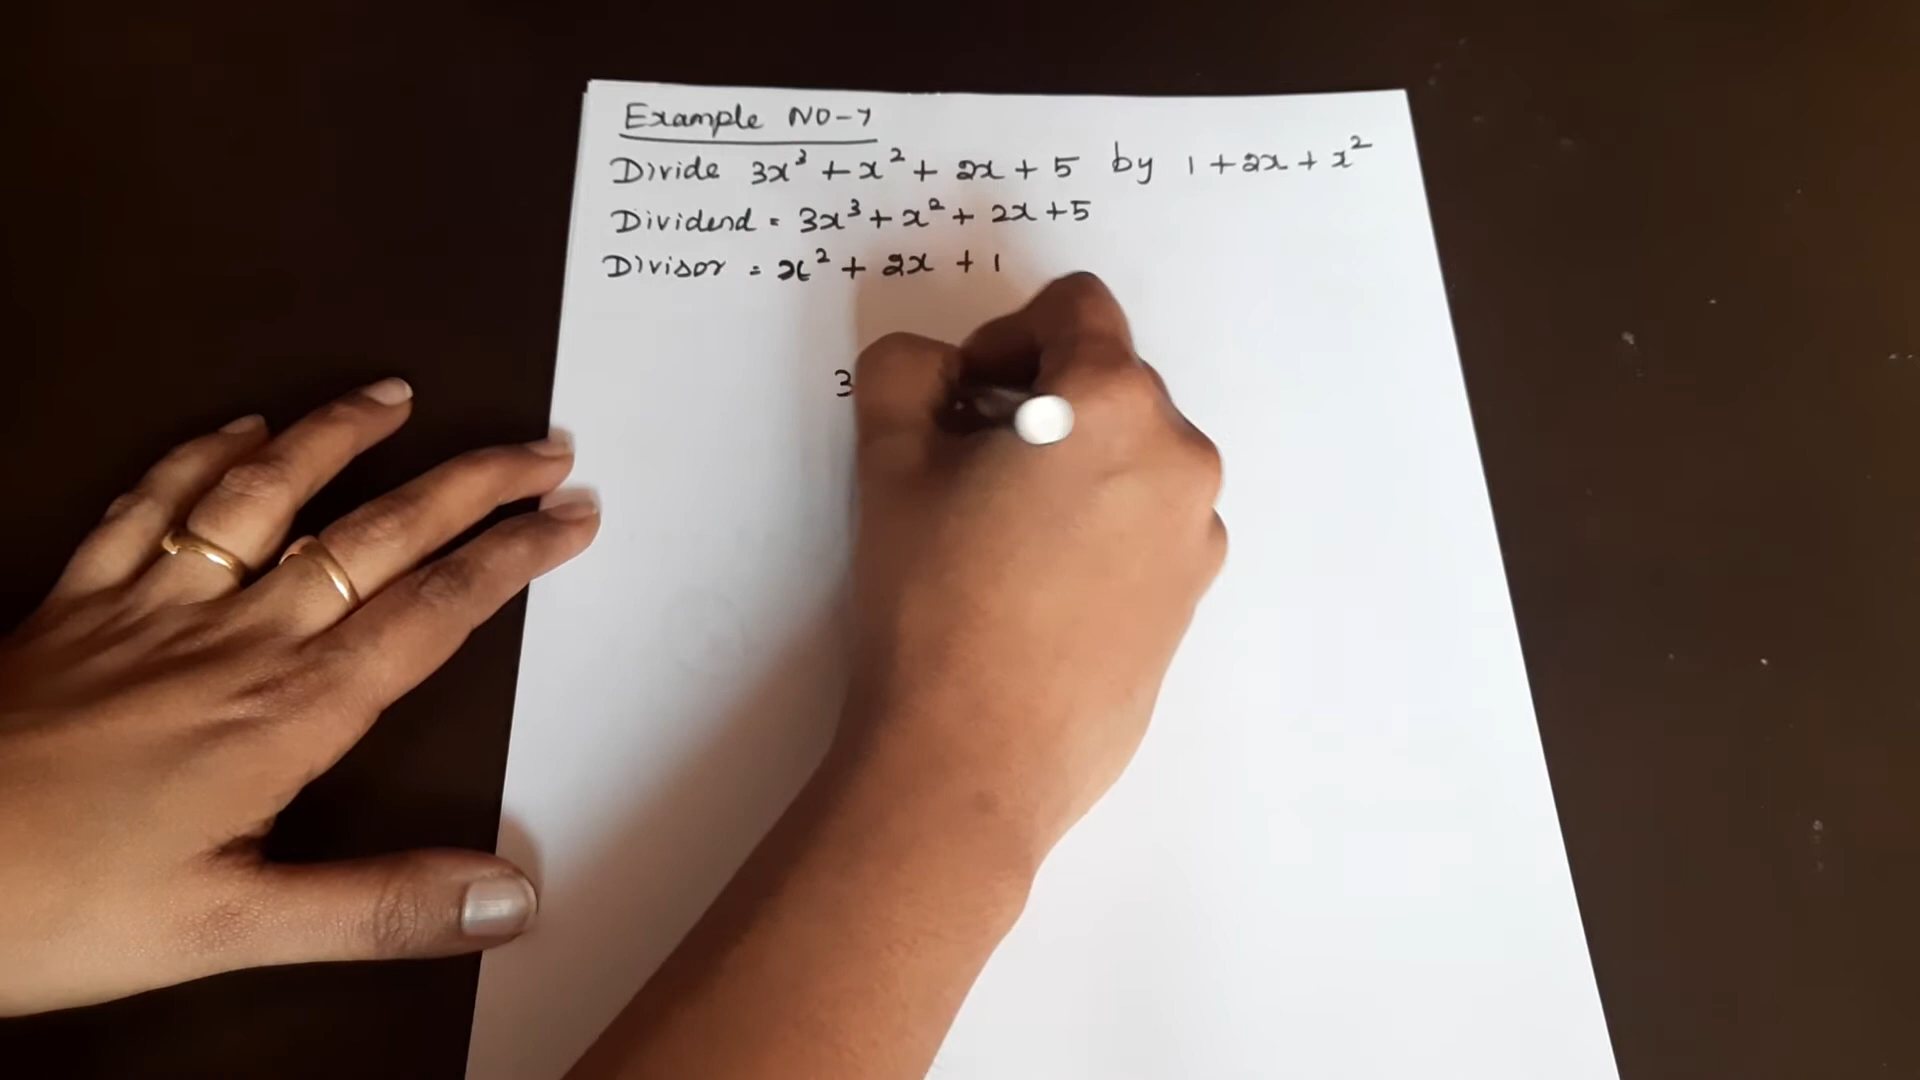 Example NO-7
Divide 3x³ + x² + 2x + 5 by 1 + 2x + x²
Dividend = 3x³ + x² + 2x + 5
Divisor = x² + 2x + 1
3